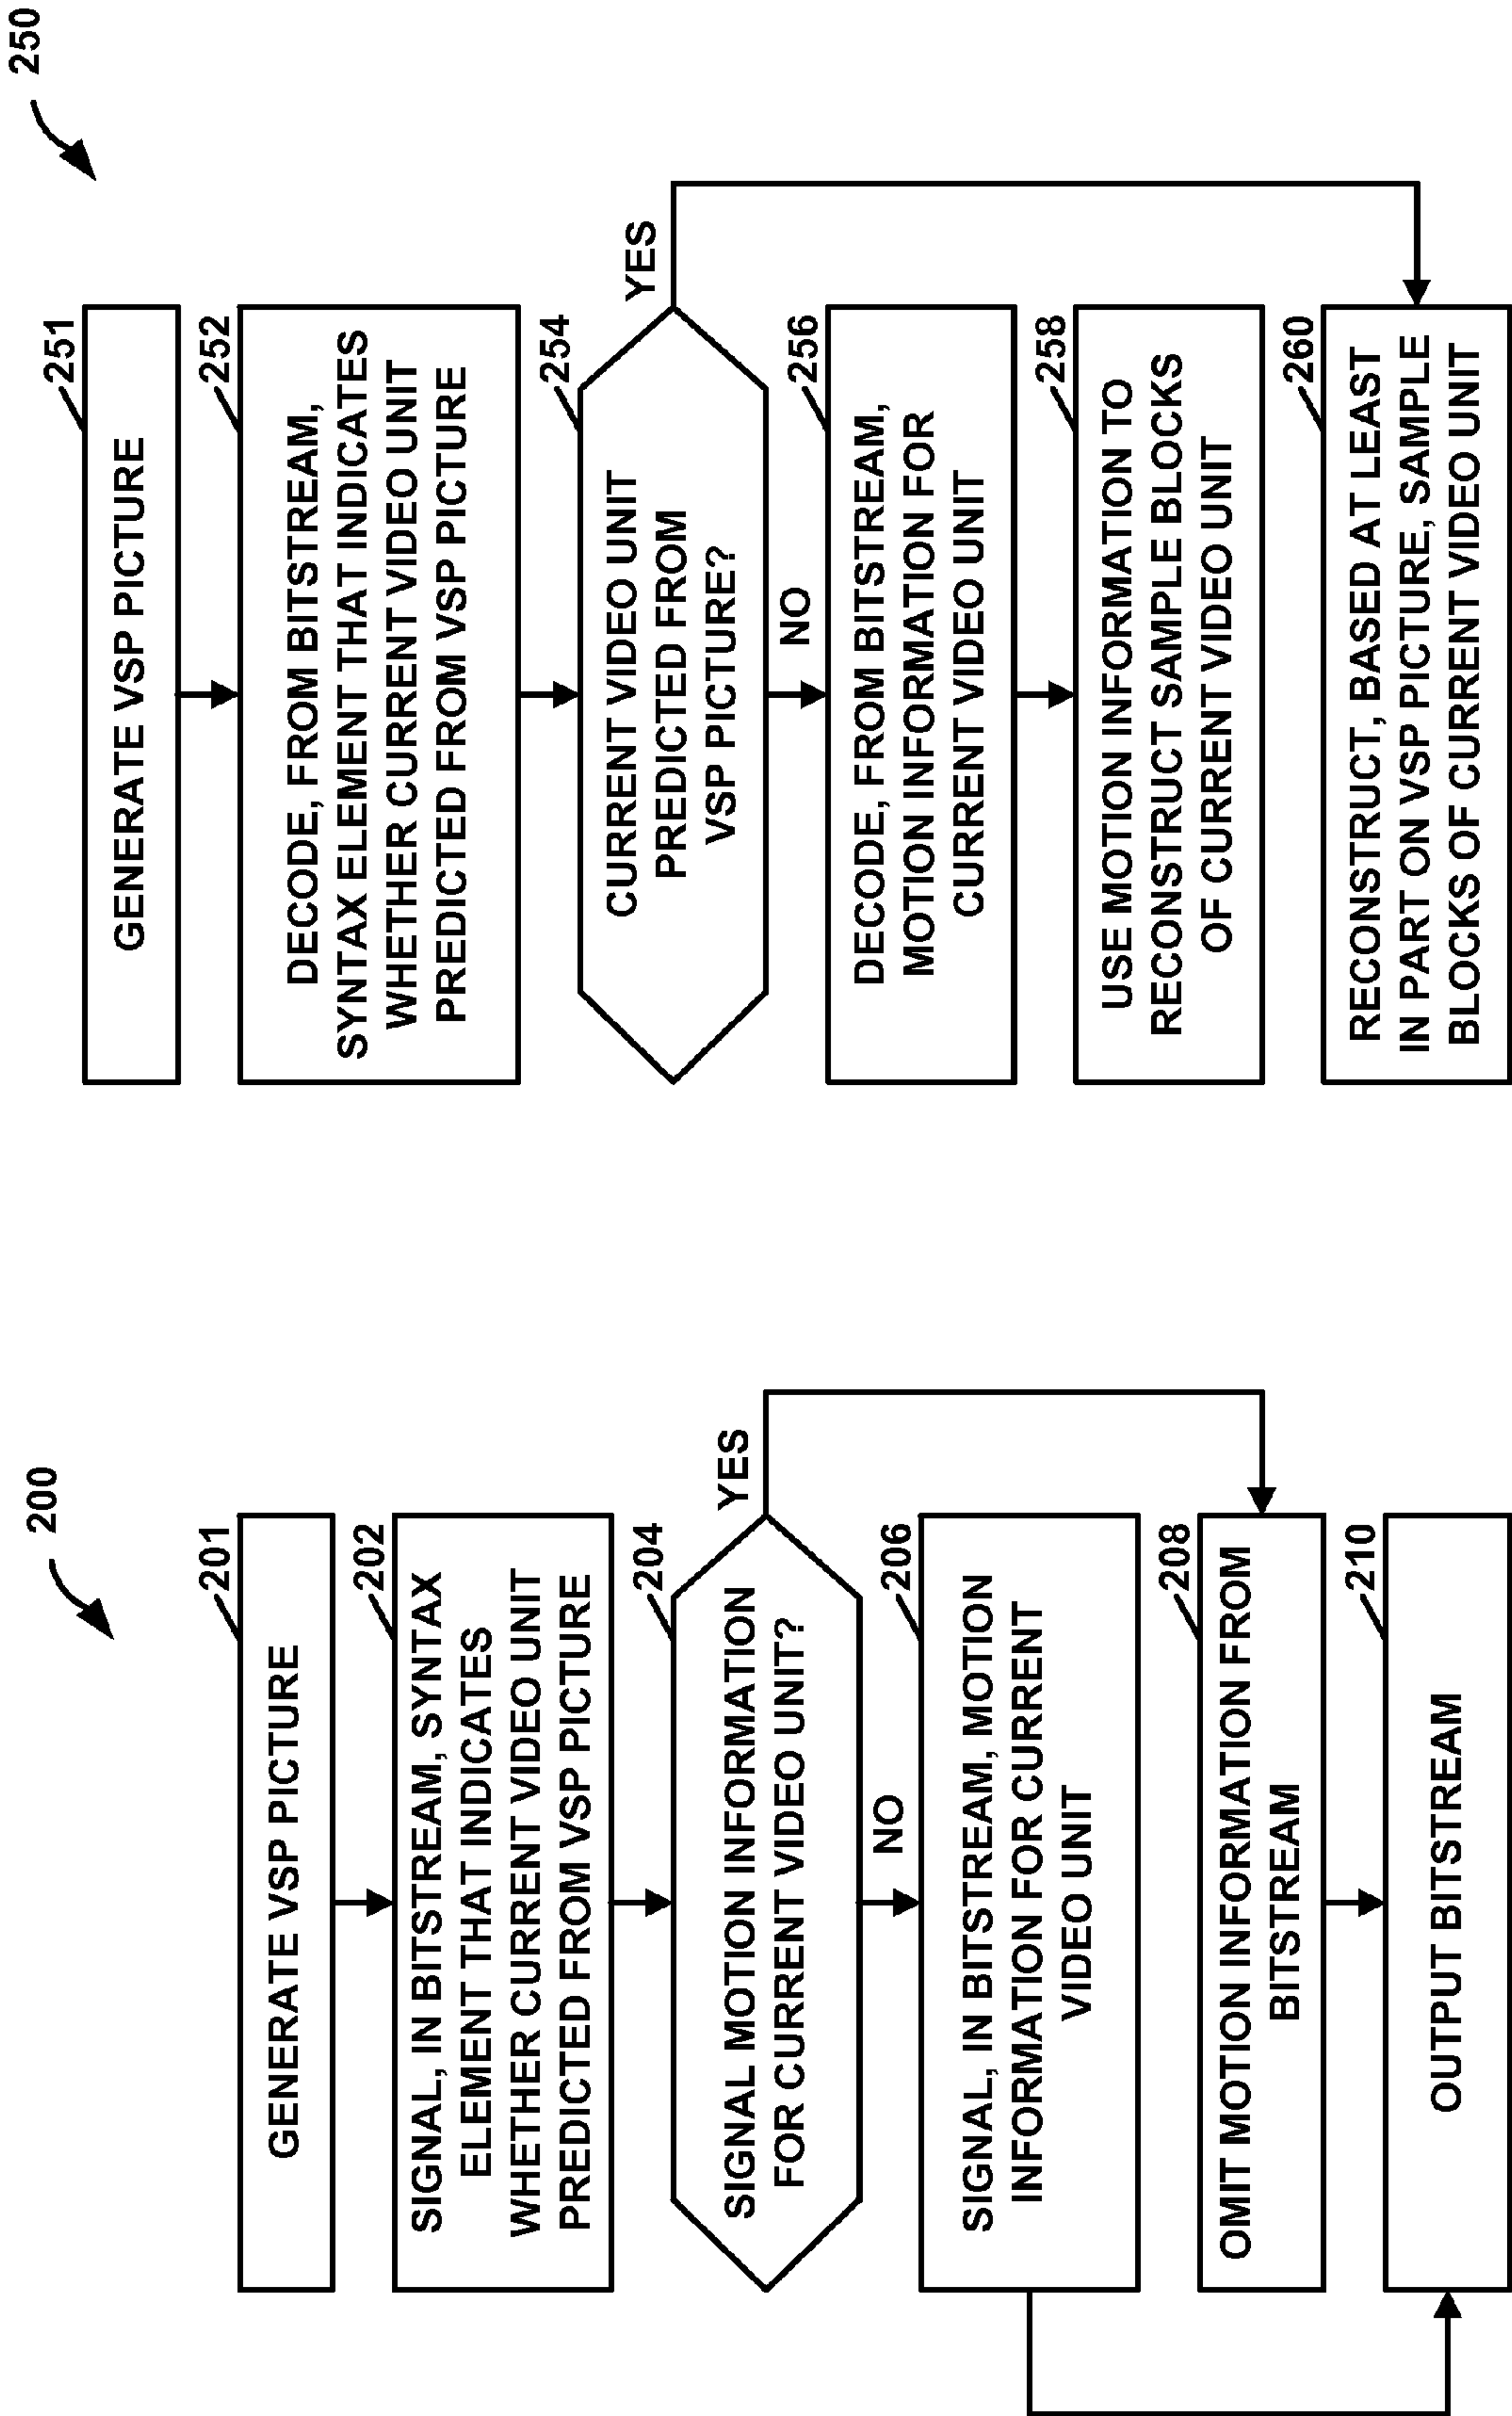 200
201
GENERATE VSP PICTURE
202
SIGNAL, IN BITSTREAM, SYNTAX
ELEMENT THAT INDICATES
WHETHER CURRENT VIDEO UNIT
PREDICTED FROM VSP PICTURE
204
SIGNAL MOTION INFORMATION
FOR CURRENT VIDEO UNIT?
YES
NO
206
SIGNAL, IN BITSTREAM, MOTION
INFORMATION FOR CURRENT
VIDEO UNIT
208
OMIT MOTION INFORMATION FROM
BITSTREAM
210
OUTPUT BITSTREAM
250
251
GENERATE VSP PICTURE
252
DECODE, FROM BITSTREAM,
SYNTAX ELEMENT THAT INDICATES
WHETHER CURRENT VIDEO UNIT
PREDICTED FROM VSP PICTURE
254
CURRENT VIDEO UNIT
PREDICTED FROM
VSP PICTURE?
YES
NO
256
DECODE, FROM BITSTREAM,
MOTION INFORMATION FOR
CURRENT VIDEO UNIT
258
USE MOTION INFORMATION TO
RECONSTRUCT SAMPLE BLOCKS
OF CURRENT VIDEO UNIT
260
RECONSTRUCT, BASED AT LEAST
IN PART ON VSP PICTURE, SAMPLE
BLOCKS OF CURRENT VIDEO UNIT